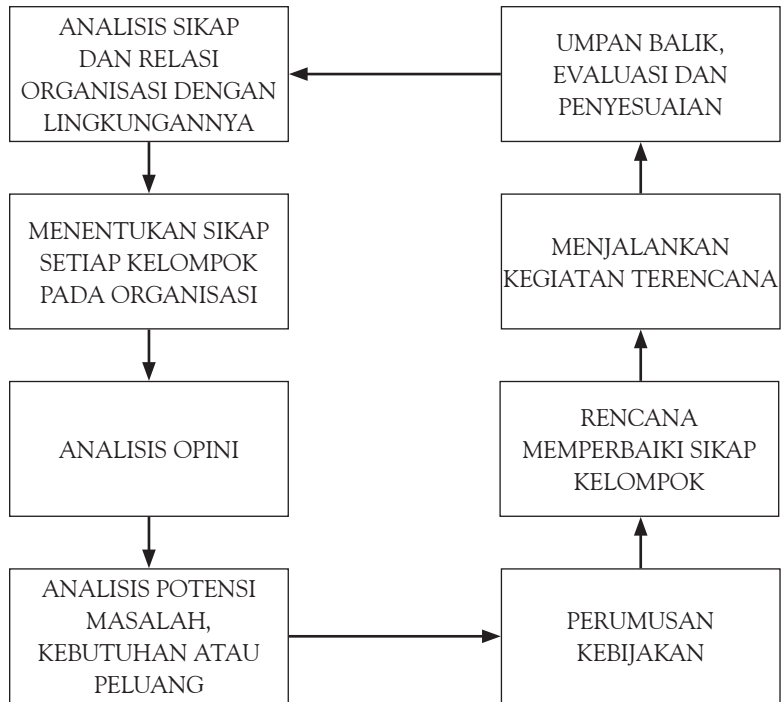 ANALISIS SIKAP
DAN RELASI
ORGANISASI DENGAN
LINGKUNGANNYA
MENENTUKAN SIKAP
SETIAP KELOMPOK
PADA ORGANISASI
ANALISIS OPINI
ANALISIS POTENSI
MASALAH,
KEBUTUHAN ATAU
PELUANG
PERUMUSAN
KEBIJAKAN
RENCANA
MEMPERBAIKI SIKAP
KELOMPOK
MENJALANKAN
KEGIATAN TERENCANA
UMPAN BALIK,
EVALUASI DAN
PENYESUAIAN